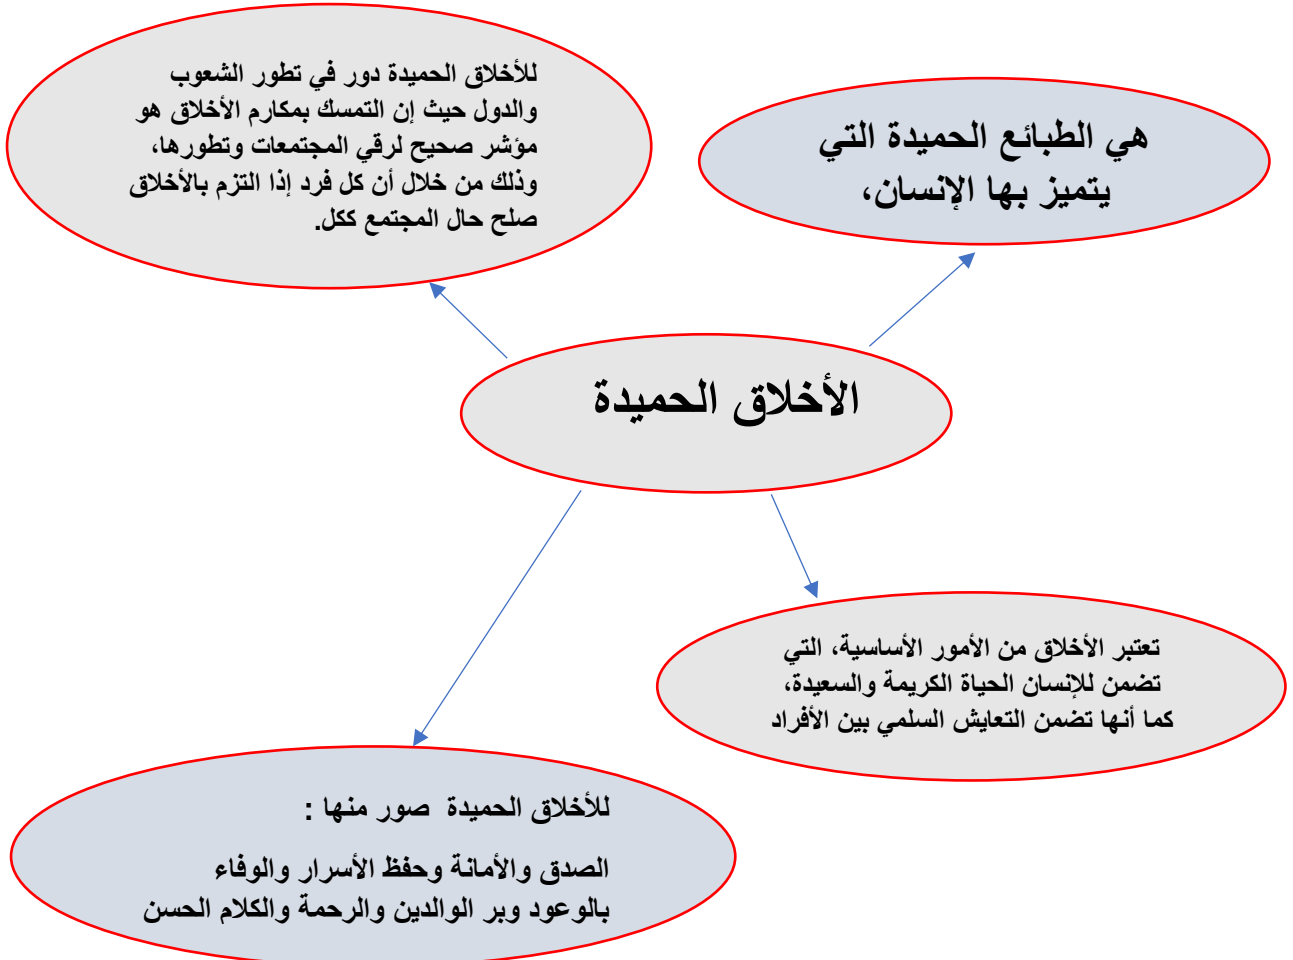 الأخلاق الحميدة
هي الطبائع الحميدة التي
يتميز بها الإنسان،
للأخلاق الحميدة دور في تطور الشعوب
والدول حيث إن التمسك بمكارم الأخلاق هو
مؤشر صحيح لرقي المجتمعات وتطورها،
وذلك من خلال أن كل فرد إذا التزم بالأخلاق
صلح حال المجتمع ككل.
تعتبر الأخلاق من الأمور الأساسية، التي
تضمن للإنسان الحياة الكريمة والسعيدة،
كما أنها تضمن التعايش السلمي بين الأفراد
للأخلاق الحميدة صور منها :
الصدق والأمانة وحفظ الأسرار والوفاء
بالوعود وبر الوالدين والرحمة والكلام الحسن